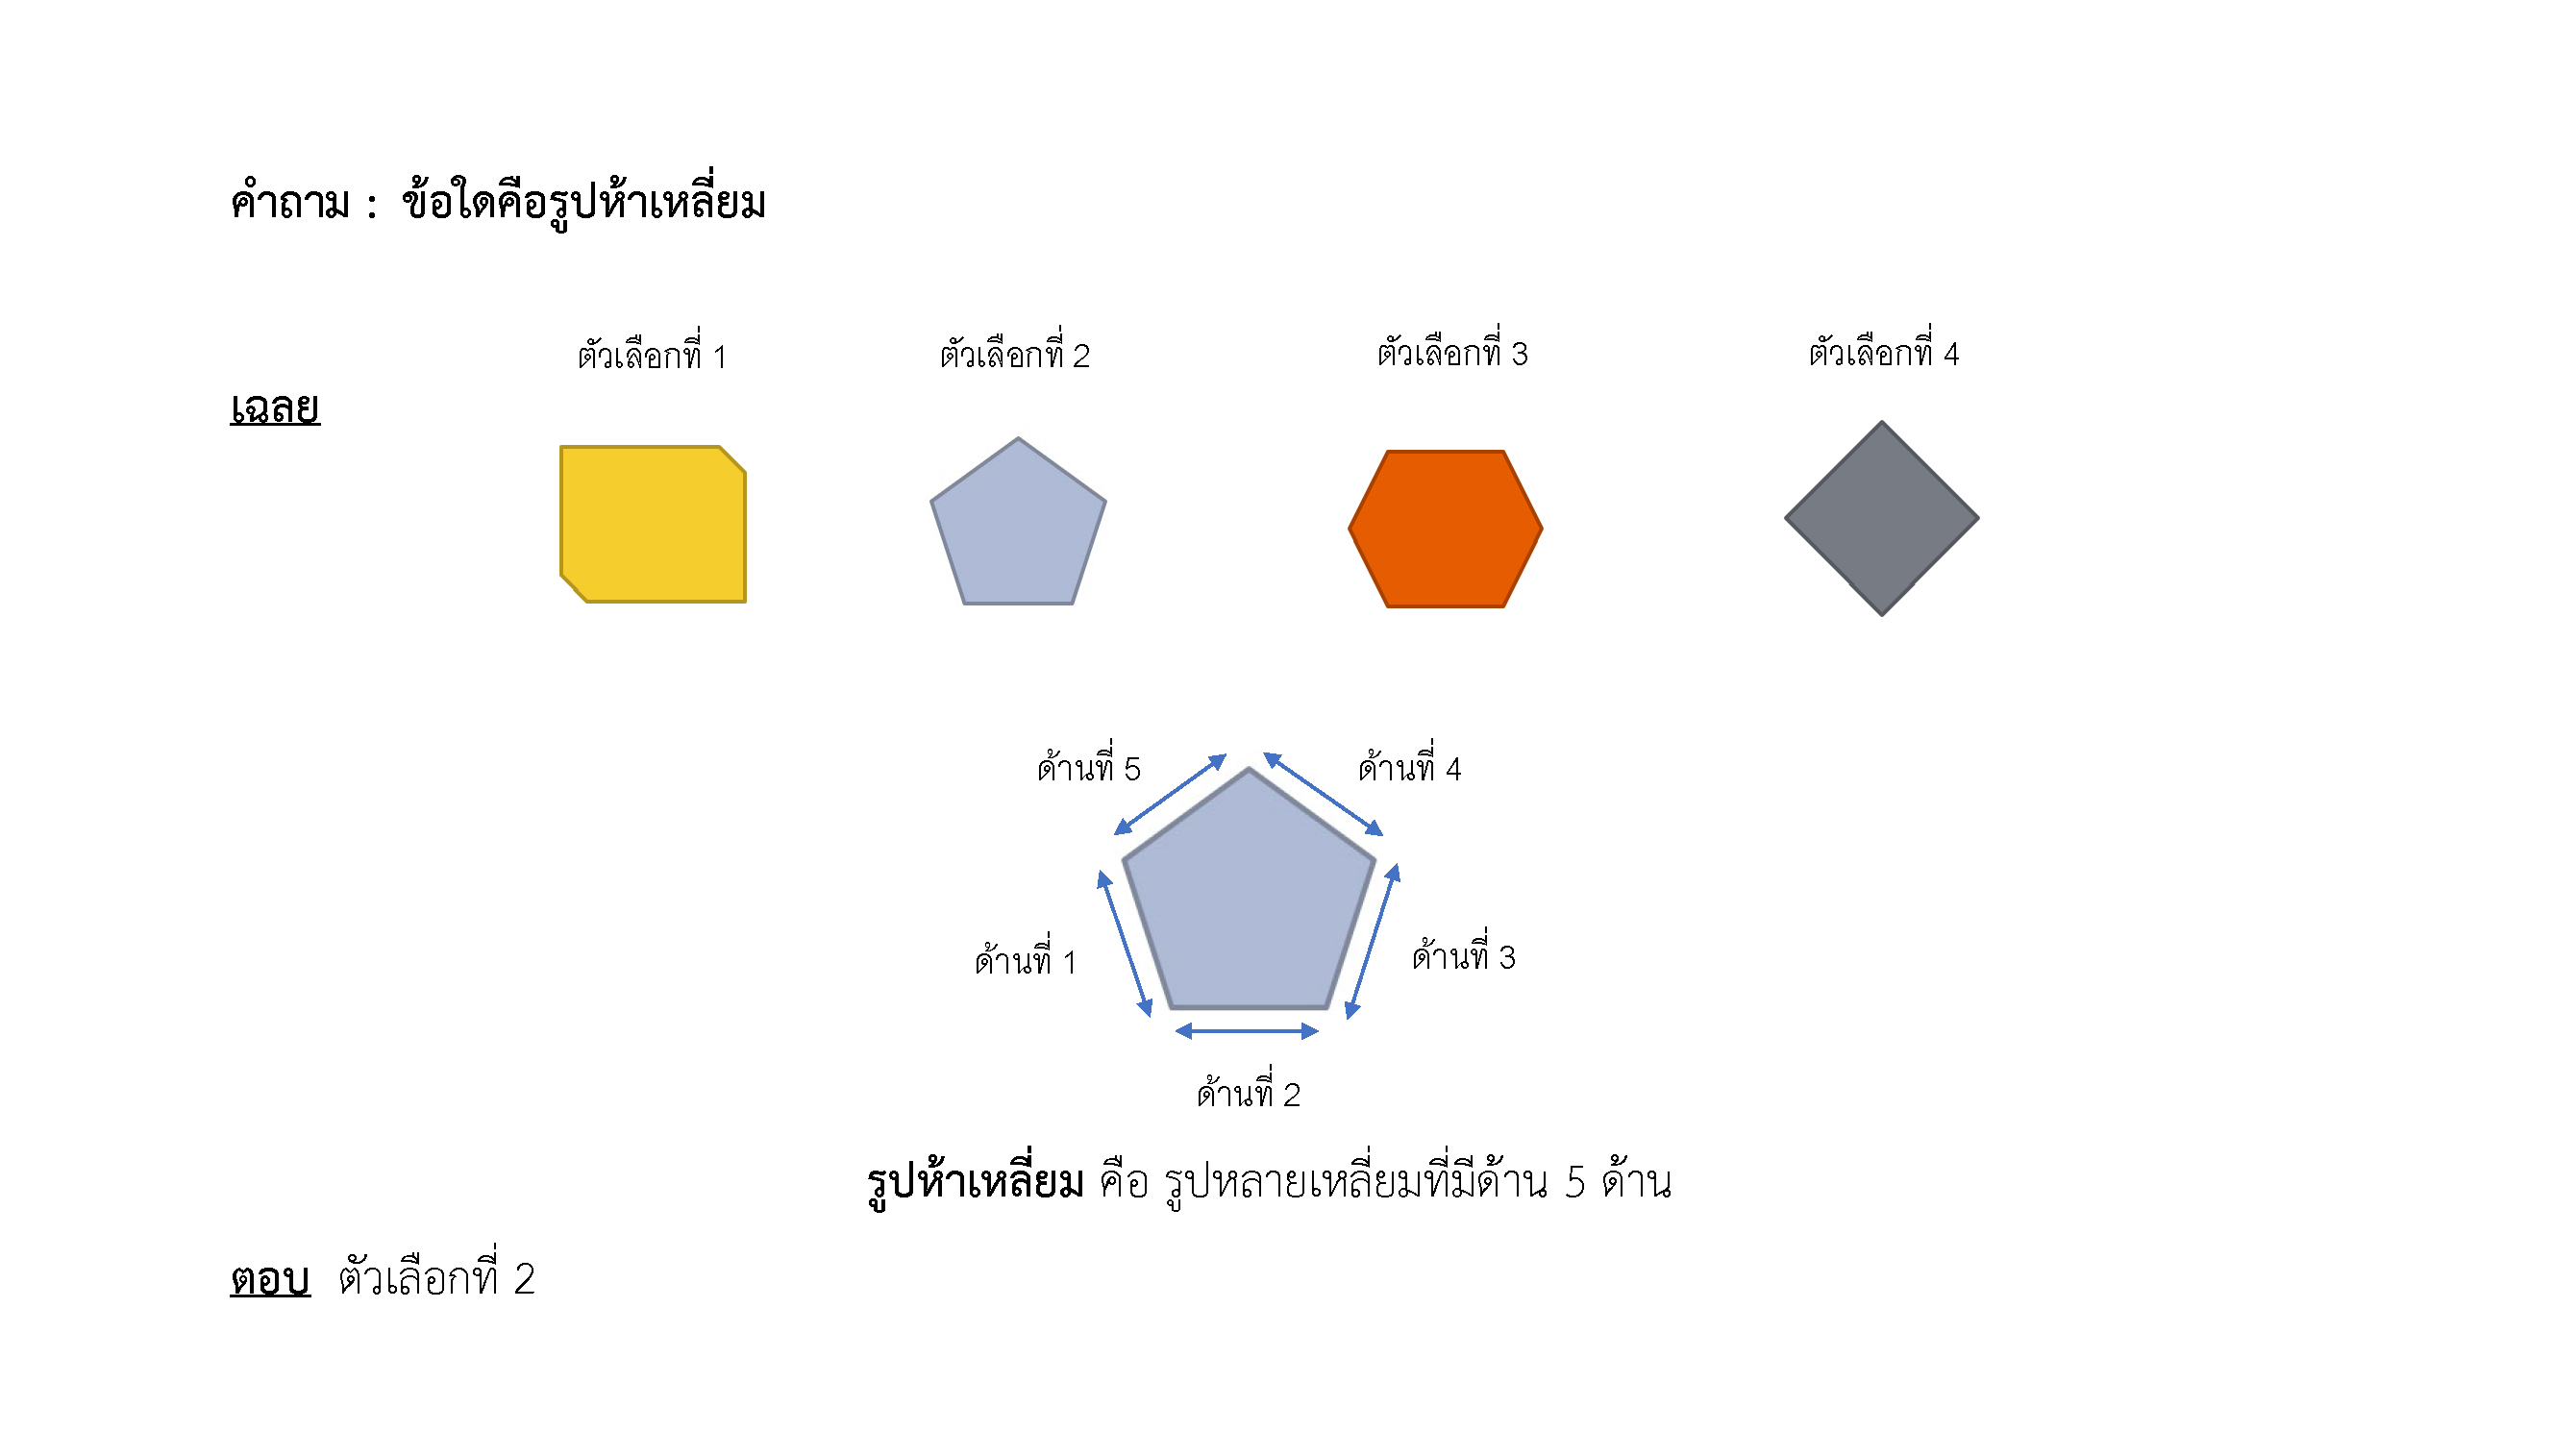 คำถาม : ข้อใดคือรูปห้าเหลี่ยม
ตัวเลือกที่ 1 ตัวเลือกที่ 2 ตัวเลือกที่ 3 ตัวเลือกที่ 4
เฉลย
ด้านที่ 5 ด้านที่ 4
ด้านที่ 1 ด้านที่ 3
ด้านที่ 2
รูปห้าเหลี่ยม คือ รูปหลายเหลี่ยมที่มีด้าน 5 ด้าน
ตอบ ตัวเลือกที่ 2